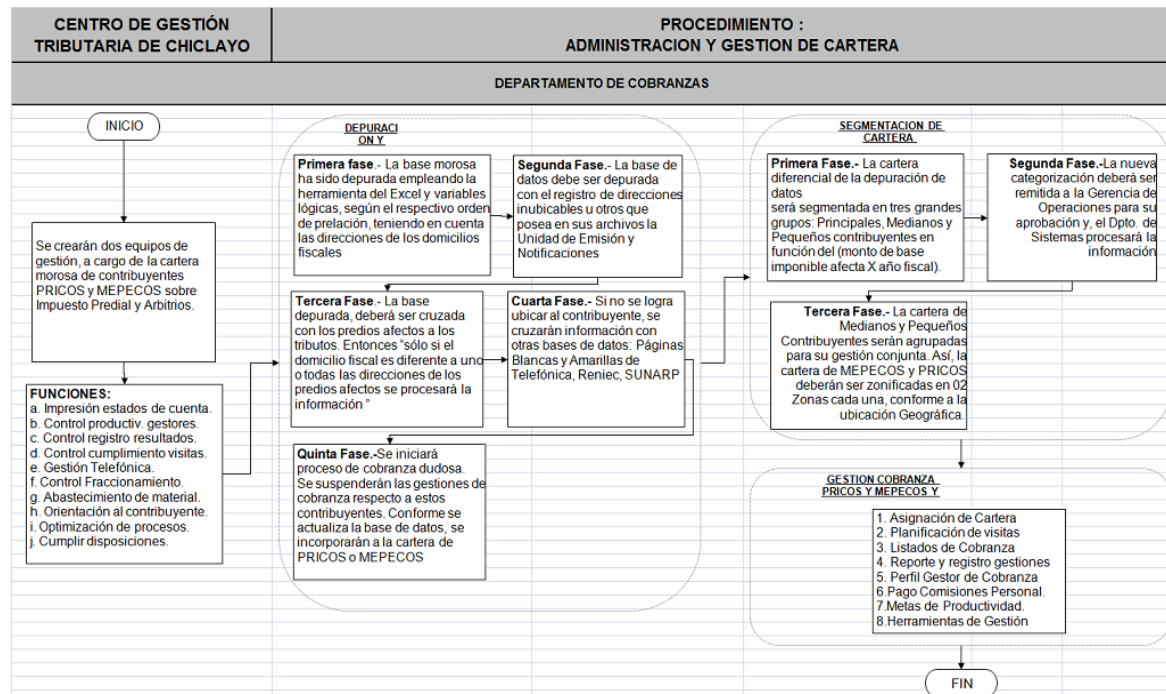 CENTRO DE GESTIÓN
TRIBUTARIA DE CHICLAYO
PROCEDIMIENTO :
ADMINISTRACION Y GESTION DE CARTERA
DEPARTAMENTO DE COBRANZAS
INICIO
Se crearán dos equipos de
gestión, a cargo de la cartera
morosa de contribuyentes
PRICOS y MEPECOS sobre
Impuesto Predial y Arbitrios.
FUNCIONES:
a. Impresión estados de cuenta.
b. Control productiv. gestores.
c. Control registro resultados.
d. Control cumplimiento visitas.
e. Gestión Telefónica.
f. Control Fraccionamiento.
g. Abastecimiento de material.
h. Orientación al contribuyente.
i. Optimización de procesos.
j. Cumplir disposiciones.
DEPURACI
ON Y
Primera fase.- La base morosa
ha sido depurada empleando la
herramienta del Excel y variables
lógicas, según el respectivo orden
de prelación, teniendo en cuenta
las direcciones de los domicilios
fiscales
Segunda Fase.- La base de
datos debe ser depurada
con el registro de direcciones
inubicables u otros que
posea en sus archivos la
Unidad de Emisión y
Notificaciones
Tercera Fase.- La base
depurada, deberá ser cruzada
con los predios afectos a los
tributos. Entonces "sólo si el
domicilio fiscal es diferente a uno
o todas las direcciones de los
predios afectos se procesará la
información "
Cuarta Fase.- Si no se logra
ubicar al contribuyente, se
cruzarán información con
otras bases de datos: Páginas
Blancas y Amarillas de
Telefónica, Reniec, SUNARP
Quinta Fase.-Se iniciará
proceso de cobranza dudosa.
Se suspenderán las gestiones de
cobranza respecto a estos
contribuyentes. Conforme se
actualiza la base de datos, se
incorporarán a la cartera de
PRICOS o MEPECOS
SEGMENTACION DE
CARTERA
Primera Fase.- La cartera
diferencial de la depuración de
datos
será segmentada en tres grandes
grupos: Principales, Medianos y
Pequeños contribuyentes en
función del (monto de base
imponible afecta X año fiscal).
Segunda Fase.-La nueva
categorización deberá ser
remitida a la Gerencia de
Operaciones para su
aprobación y, el Dpto. de
Sistemas procesará la
información
Tercera Fase.- La cartera de
Medianos y Pequeños
Contribuyentes serán agrupadas
para su gestión conjunta. Así, la
cartera de MEPECOS y PRICOS
deberán ser zonificadas en 02
Zonas cada una, conforme a la
ubicación Geográfica.
GESTION COBRANZA
PRICOS Y MEPECOS Y
1. Asignación de Cartera
2. Planificación de visitas
3. Listados de Cobranza
4. Reporte y registro gestiones
5. Perfil Gestor de Cobranza
6.Pago Comisiones Personal.
7.Metas de Productividad.
8.Herramientas de Gestión
FIN